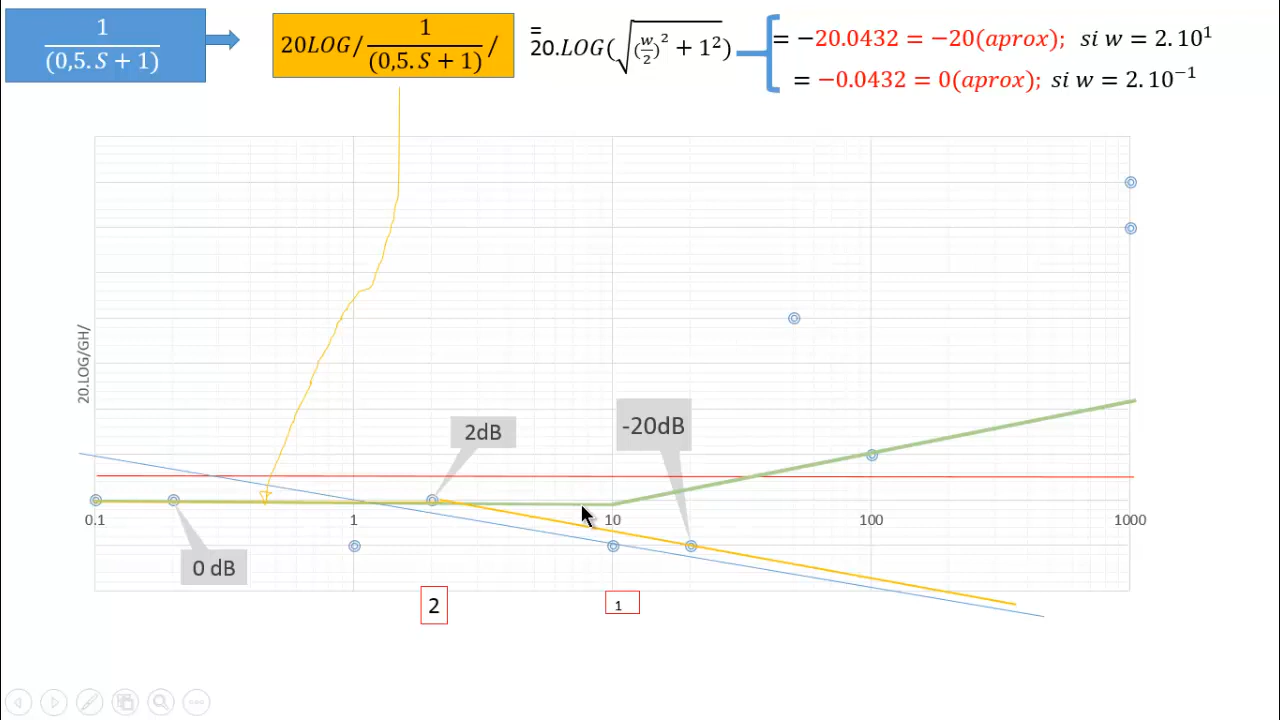 1
(0,5.S + 1)
20LOG/ 1/(0,5.S + 1) /
=
20.LOG(√((w/2)² + 1²))
= −20.0432 = −20(aprox); si w = 2.10¹
= −0.0432 = 0(aprox); si w = 2.10⁻¹
20.LOG/GH/
2dB
-20dB
0.1 1 10 100 1000
0 dB
2
1